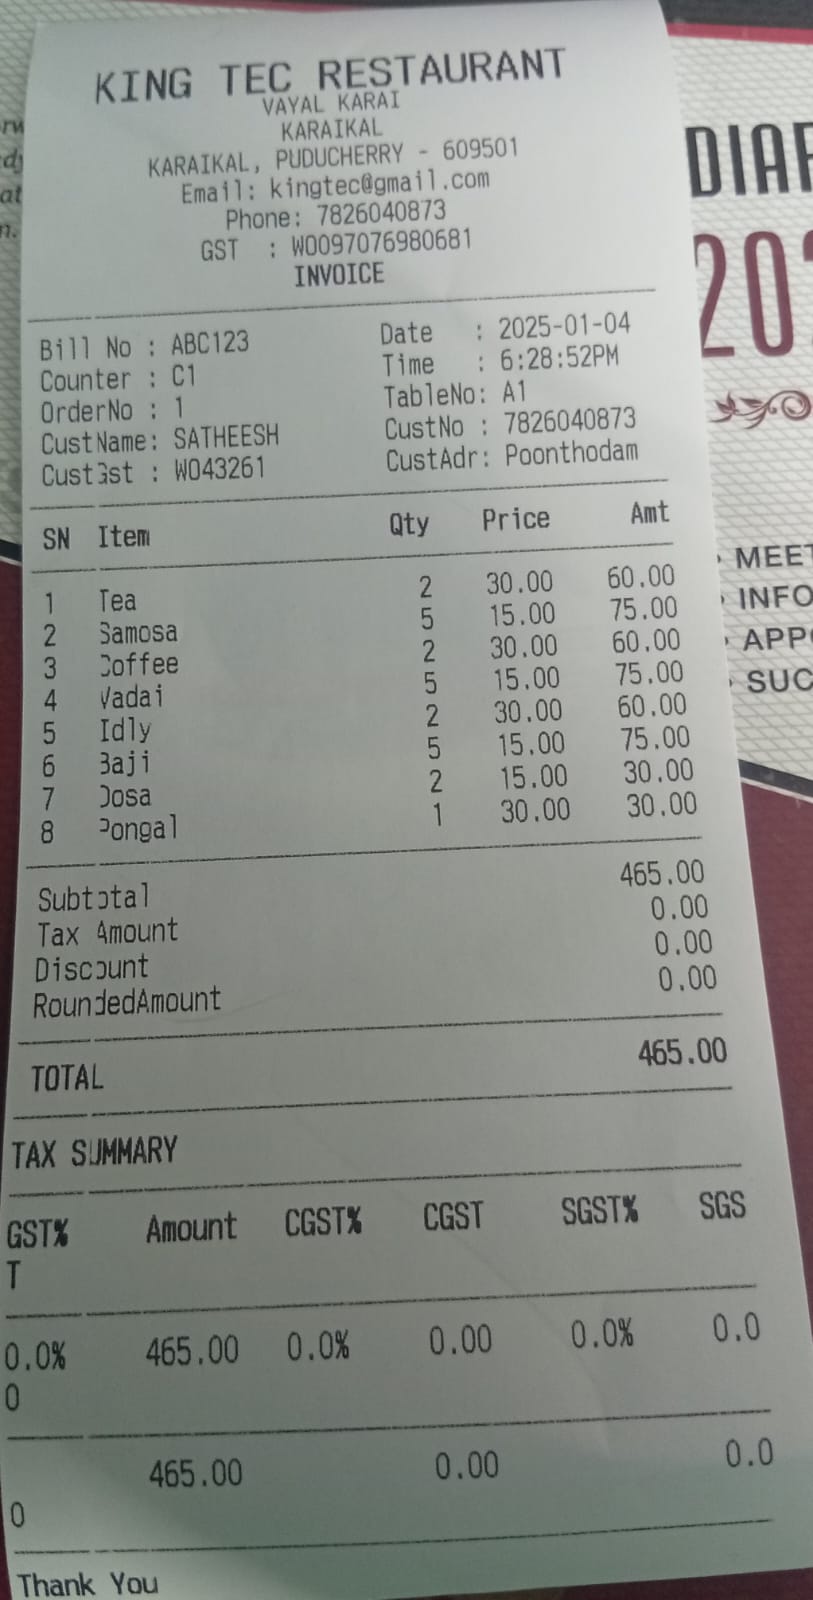 KING TEC RESTAURANT
VAYAL KARAI
KARAIKAL
KARAIKAL, PUDUCHERRY - 609501
Email: kingtec@gmail.com
Phone: 7826040873
GST : W0097076980681
INVOICE
Bill No : ABC123 Date : 2025-01-04
Counter : C1 Time : 6:28:52PM
OrderNo : 1 TableNo: A1
CustName: SATHEESH CustNo : 7826040873
CustGst : W043261 CustAdr: Poonthodam
SN Item Qty Price Amt
1 Tea 2 30.00 60.00
2 Samosa 5 15.00 75.00
3 Coffee 2 30.00 60.00
4 Vadai 5 15.00 75.00
5 Idly 2 30.00 60.00
6 Baji 5 15.00 75.00
7 Dosa 2 15.00 30.00
8 Pongal 1 30.00 30.00
Subtotal 465.00
Tax Amount 0.00
Discount 0.00
RoundedAmount 0.00
TOTAL 465.00
TAX SUMMARY
GST% Amount CGST% CGST SGST% SGS
T
0.0% 465.00 0.0% 0.00 0.0% 0.0
0
465.00 0.00 0.0
0
Thank You
DIAR
202
MEET
INFO
APPO
SUC